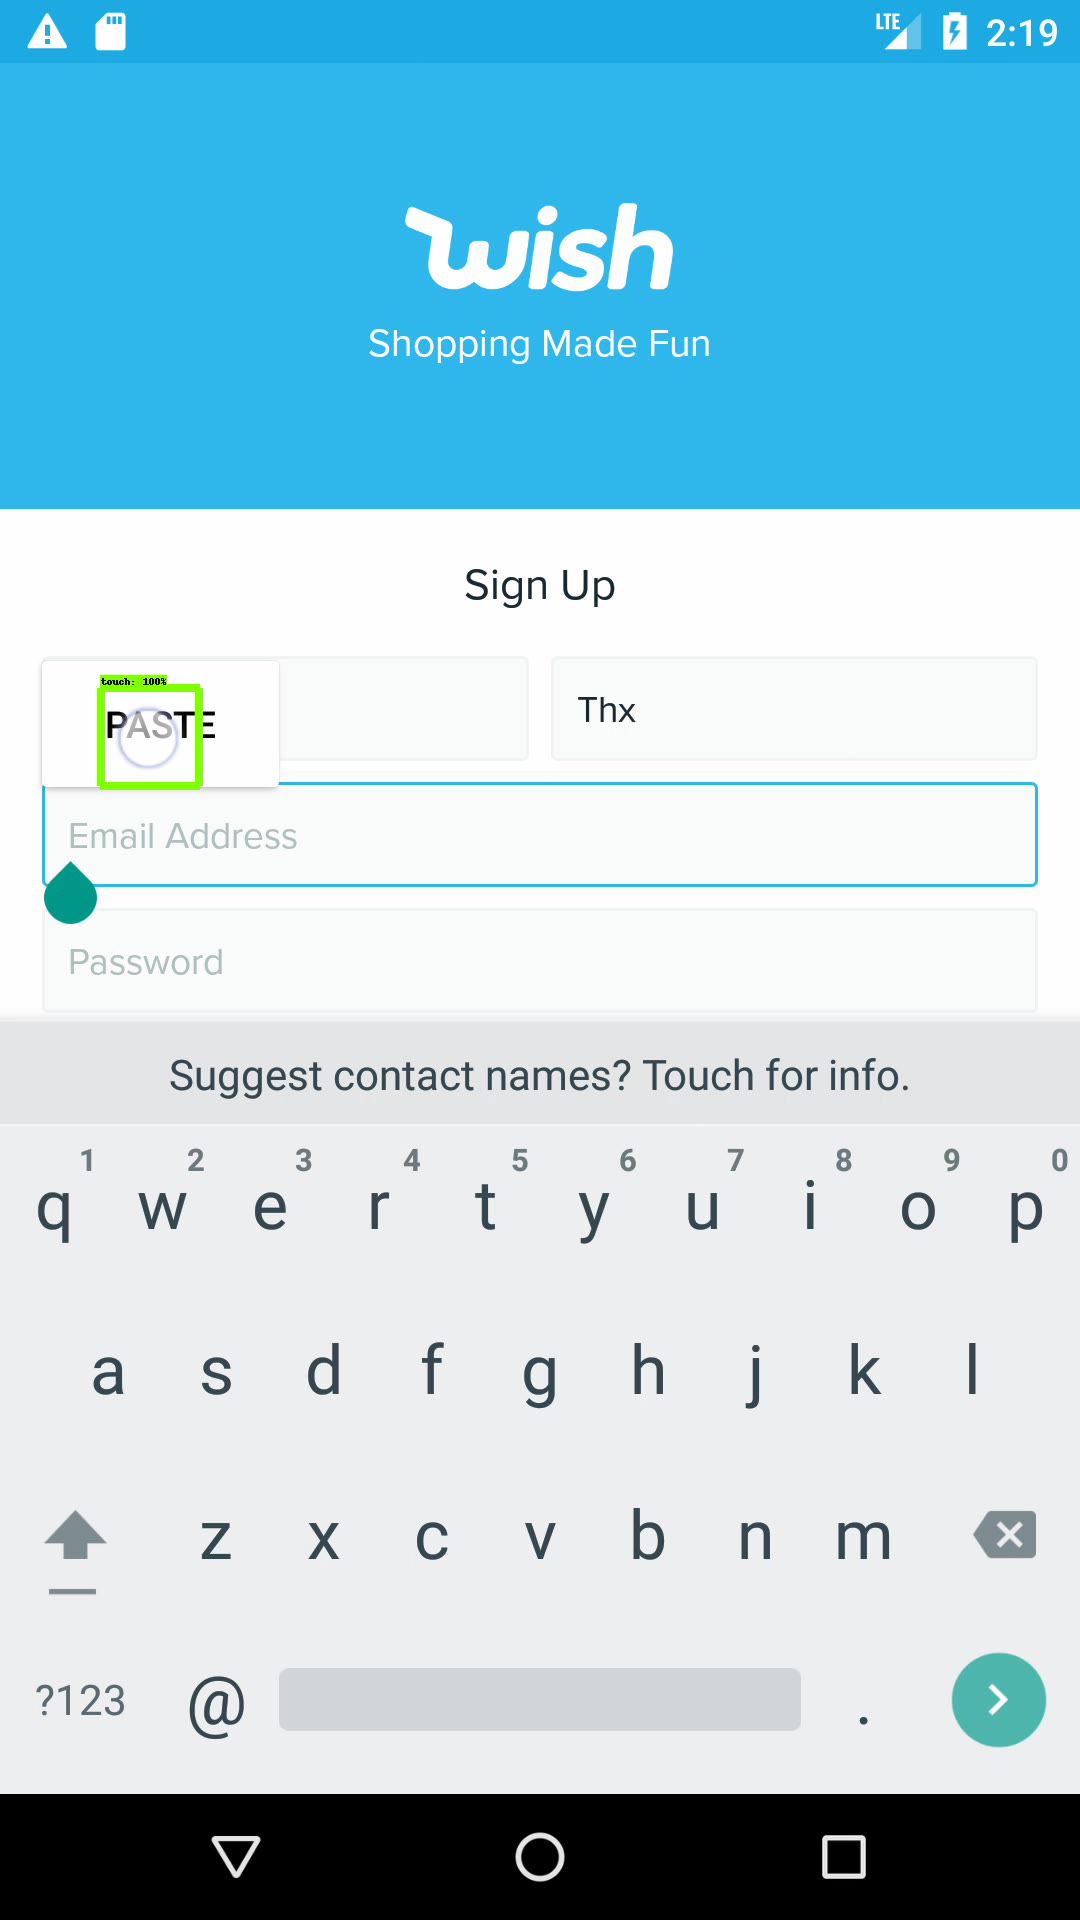 LTE 2:19
wish
Shopping Made Fun
Sign Up
touch: 100%
PASTE
Thx
Email Address
Password
Suggest contact names? Touch for info.
1 2 3 4 5 6 7 8 9 0
q w e r t y u i o p
a s d f g h j k l
z x c v b n m
?123 @ .